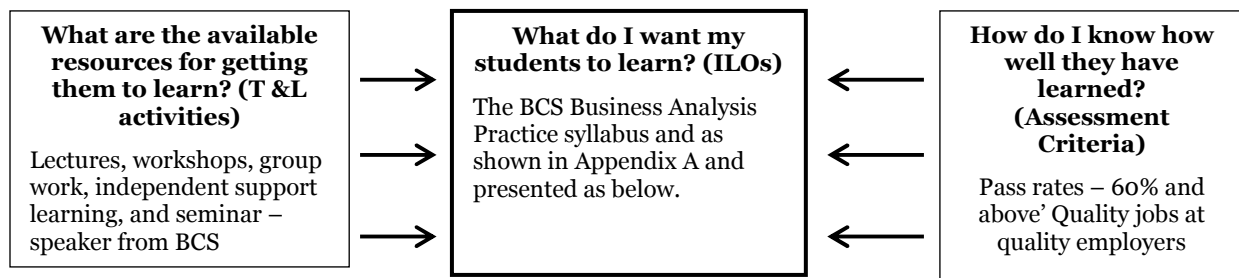 What are the available
resources for getting
them to learn? (T &L
activities)
Lectures, workshops, group
work, independent support
learning, and seminar –
speaker from BCS
What do I want my
students to learn? (ILOs)
The BCS Business Analysis
Practice syllabus and as
shown in Appendix A and
presented as below.
How do I know how
well they have
learned?
(Assessment
Criteria)
Pass rates – 60% and
above’ Quality jobs at
quality employers